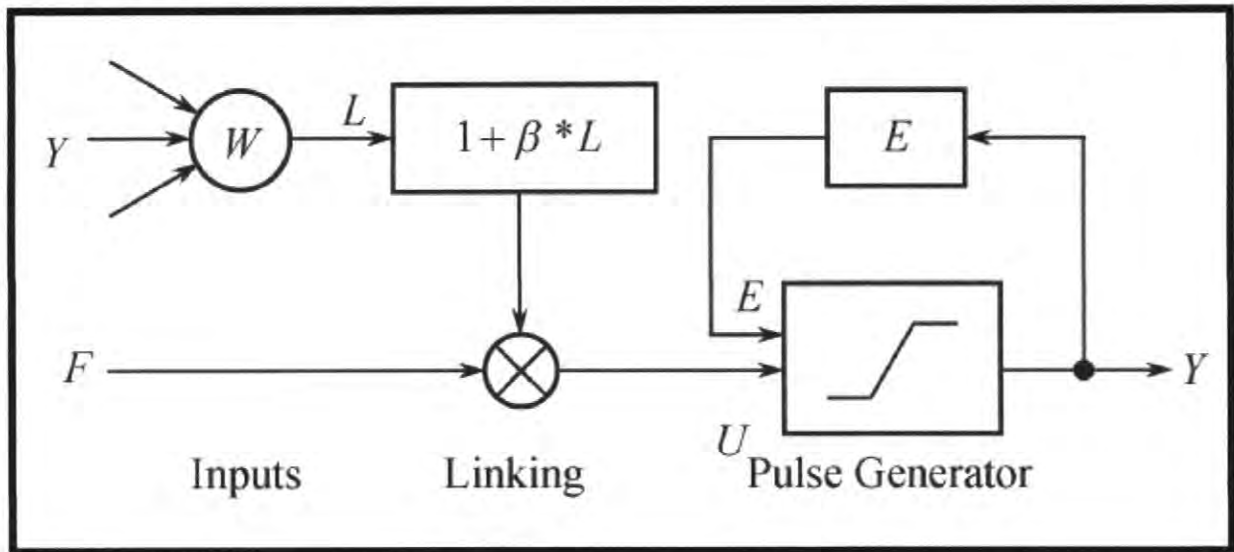 Y
W
L
1 + β * L
E
E
F
U
Y
Inputs
Linking
Pulse Generator